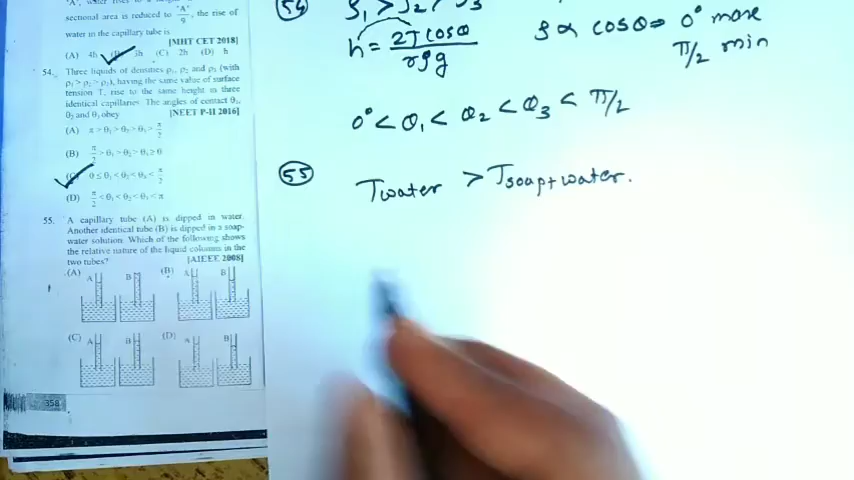 sectional area is reduced to 'A'/9, the rise of
water in the capillary tube is
[MHT CET 2018]
(A) 4h 3h (C) 2h (D) h
54. Three liquids of densities ρ₁, ρ₂ and ρ₃ (with
ρ₁ > ρ₂ > ρ₃), having the same value of surface
tension T, rise to the same height in three
identical capillaries. The angles of contact θ₁,
θ₂ and θ₃ obey [NEET P-II 2016]
(A) π > θ₁ > θ₂ > θ₃ > π/2
(B) π/2 > θ₁ > θ₂ > θ₃ ≥ 0
0 ≤ θ₁ < θ₂ < θ₃ < π/2
(D) π/2 < θ₁ < θ₂ < θ₃ < π
55. A capillary tube (A) is dipped in water.
Another identical tube (B) is dipped in a soap-
water solution. Which of the following shows
the relative nature of the liquid columns in the
two tubes? [AIEEE 2008]
(A) A B (B) A B
(C) A B (D) A B
358
54
h = 2T cosθ / rρg
ρ ∝ cosθ = 0° more
π/2 min
0° < θ₁ < θ₂ < θ₃ < π/2
55 Twater > Tsoap+water.